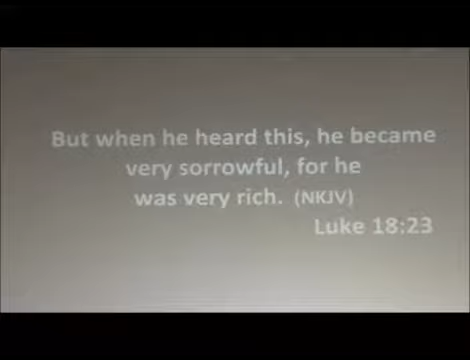 But when he heard this, he became
very sorrowful, for he
was very rich. (NKJV)
Luke 18:23